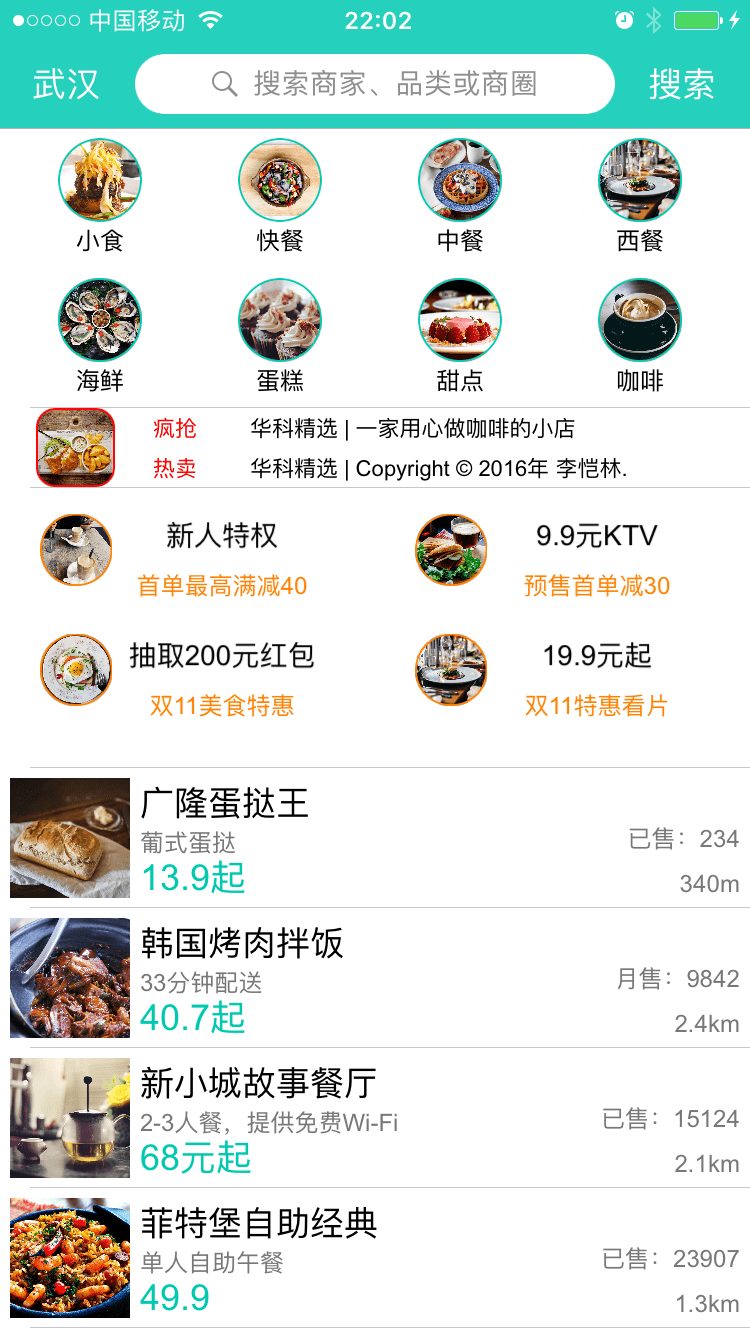 中国移动 22:02
武汉 搜索商家、品类或商圈 搜索
小食 快餐 中餐 西餐
海鲜 蛋糕 甜点 咖啡
疯抢 华科精选 | 一家用心做咖啡的小店
热卖 华科精选 | Copyright © 2016年 李恺林.
新人特权 9.9元KTV
首单最高满减40 预售首单减30
抽取200元红包 19.9元起
双11美食特惠 双11特惠看片
广隆蛋挞王
葡式蛋挞 已售：234
13.9起 340m
韩国烤肉拌饭
33分钟配送 月售：9842
40.7起 2.4km
新小城故事餐厅
2-3人餐，提供免费Wi-Fi 已售：15124
68元起 2.1km
菲特堡自助经典
单人自助午餐 已售：23907
49.9 1.3km